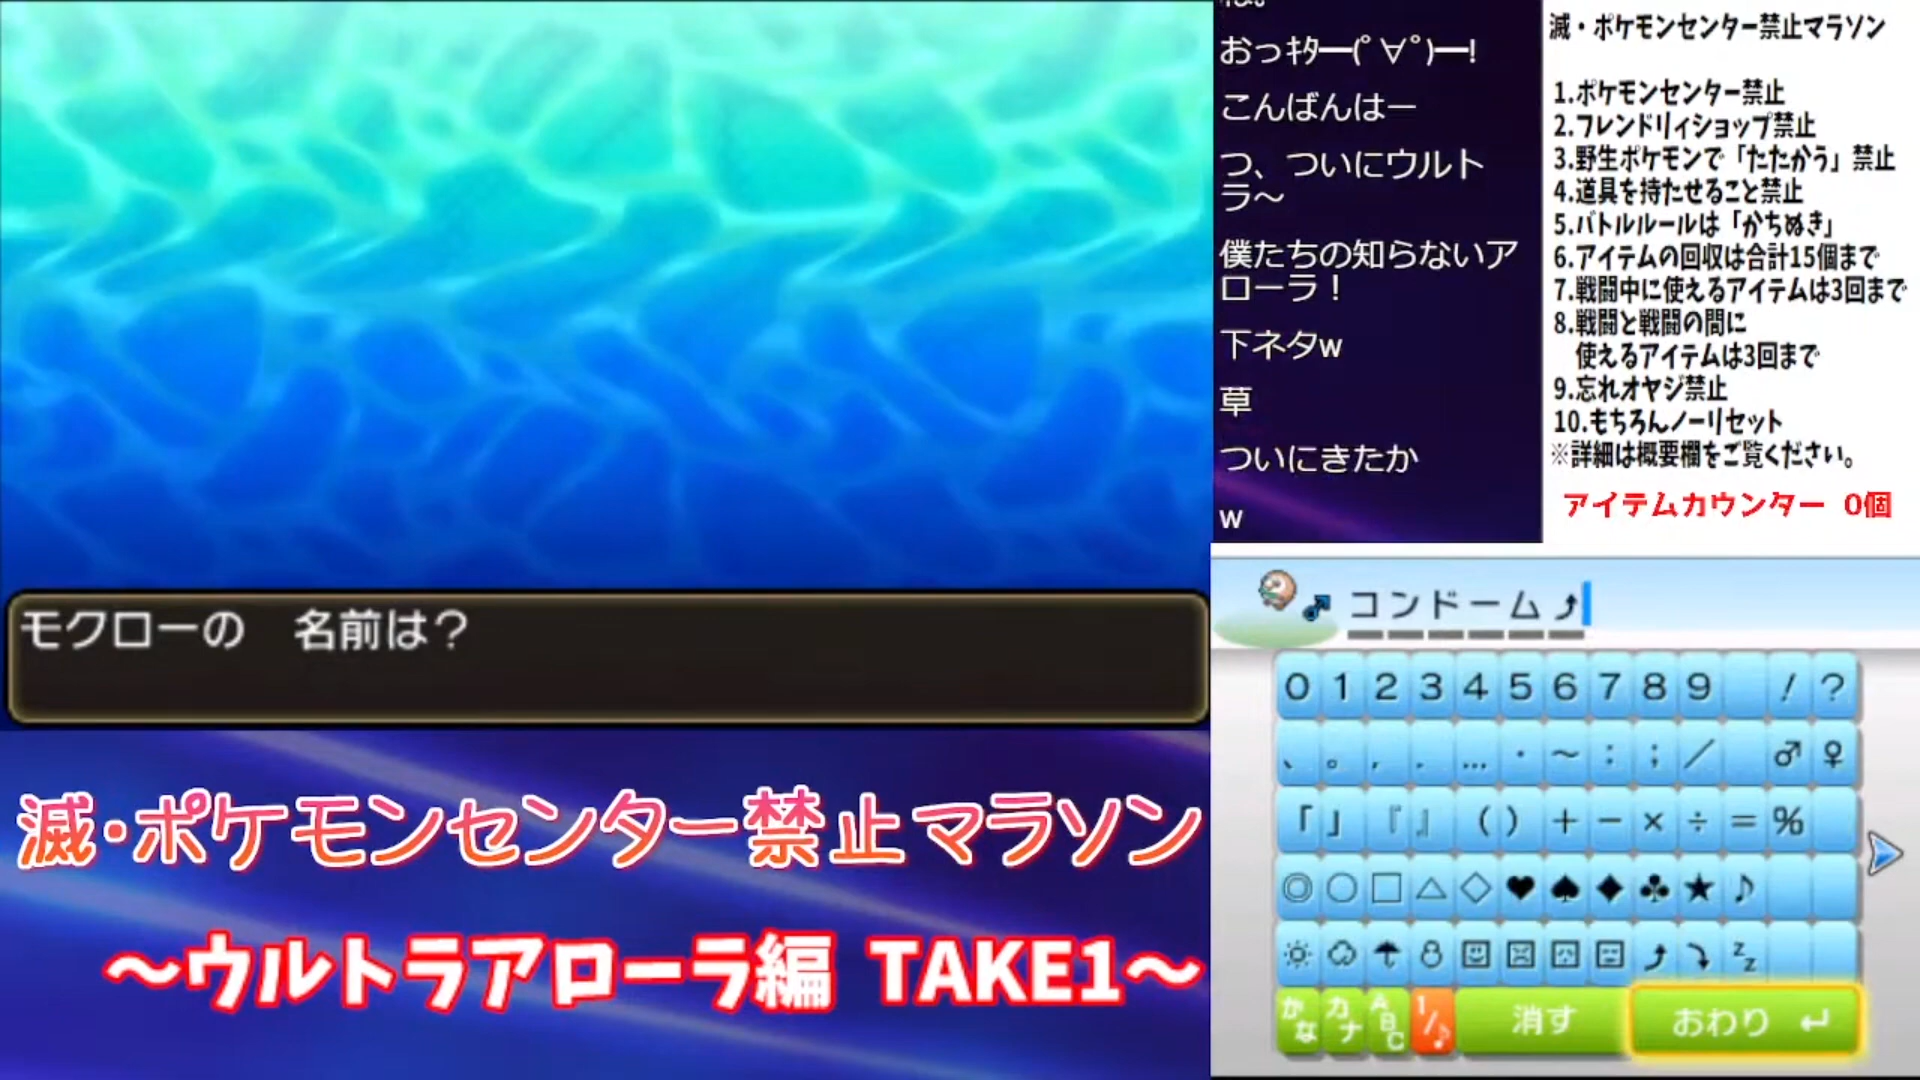 モクローの　名前は？
滅・ポケモンセンター禁止マラソン
～ウルトラアローラ編 TAKE1～
おっｷﾀ━(ﾟ∀ﾟ)━!
こんばんはー
つ、ついにウルト
ラ～
僕たちの知らないア
ローラ！
下ネタw
草
ついにきたか
w
滅・ポケモンセンター禁止マラソン
1.ポケモンセンター禁止
2.フレンドリィショップ禁止
3.野生ポケモンで「たたかう」禁止
4.道具を持たせること禁止
5.バトルルールは「かちぬき」
6.アイテムの回収は合計15個まで
7.戦闘中に使えるアイテムは3回まで
8.戦闘と戦闘の間に
使えるアイテムは3回まで
9.忘れオヤジ禁止
10.もちろんノーリセット
※詳細は概要欄をご覧ください。
アイテムカウンター 0個
♂ コンドーム⤴
0 1 2 3 4 5 6 7 8 9 ! ?
、 。 , . … ・ ～ : ; / ♂ ♀
「 」 『 』 ( ) + − × ÷ = %
◎ ○ □ △ ◇ ♥ ♠ ♦ ♣ ★ ♪
☀ ☁ ☂ ☃ ⤴ ⤵ zz
かな カナ ABC 1/♪ 消す おわり ↵